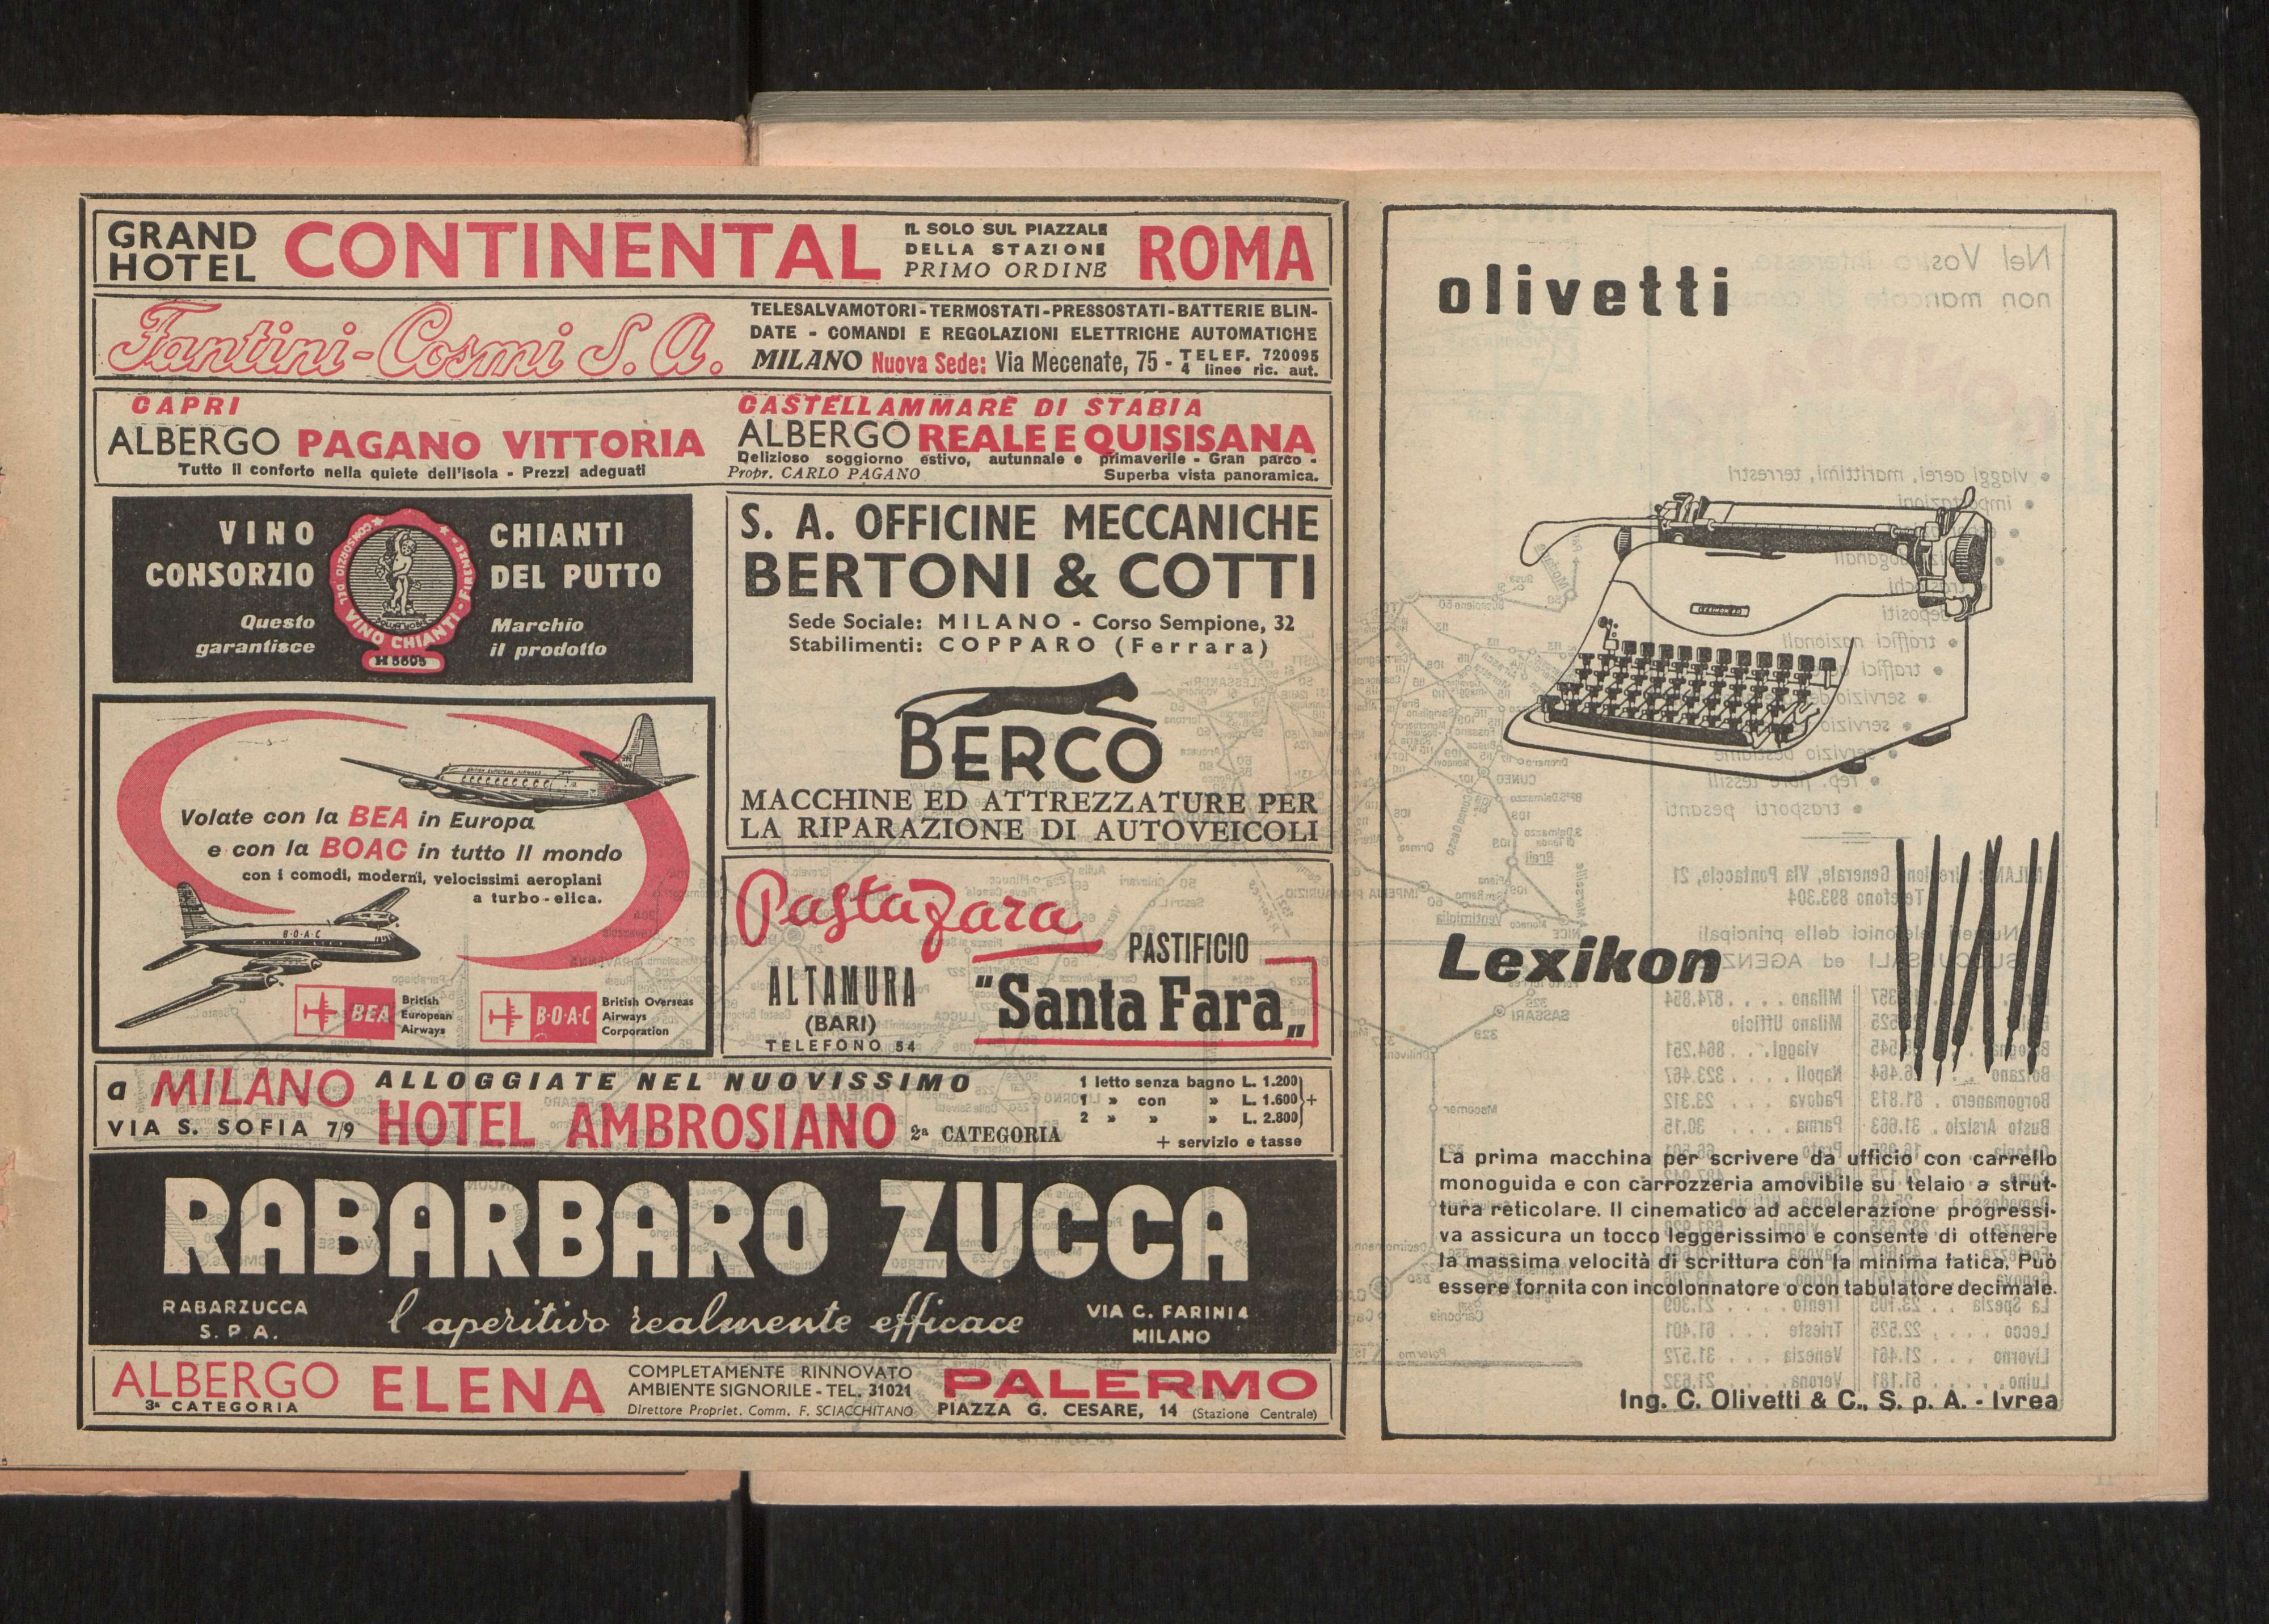 GRAND
HOTEL
CONTINENTAL
IL SOLO SUL PIAZZALE
DELLA STAZIONE
PRIMO ORDINE
ROMA
Fantini-Cosmi S. A.
TELESALVAMOTORI - TERMOSTATI - PRESSOSTATI - BATTERIE BLIN-
DATE - COMANDI E REGOLAZIONI ELETTRICHE AUTOMATICHE
MILANO Nuova Sede: Via Mecenate, 75 - TELEF. 720095
4 linee ric. aut.
CAPRI
ALBERGO PAGANO VITTORIA
Tutto il conforto nella quiete dell'isola - Prezzi adeguati
CASTELLAMMARE DI STABIA
ALBERGO REALE E QUISISANA
Delizioso soggiorno estivo, autunnale e primaverile - Gran parco -
Propr. CARLO PAGANO Superba vista panoramica.
VINO CHIANTI
CONSORZIO DEL PUTTO
Questo Marchio
garantisce il prodotto
CONSORZIO DEL VINO CHIANTI - FIRENZE -
S. A. OFFICINE MECCANICHE
BERTONI & COTTI
Sede Sociale: MILANO - Corso Sempione, 32
Stabilimenti: COPPARO (Ferrara)
BERCO
MACCHINE ED ATTREZZATURE PER
LA RIPARAZIONE DI AUTOVEICOLI
BRITISH EUROPEAN AIRWAYS
Volate con la BEA in Europa
e con la BOAC in tutto il mondo
con i comodi, moderni, velocissimi aeroplani
a turbo-elica.
B·O·A·C
BEA
British
European
Airways
B·O·A·C
British Overseas
Airways
Corporation
Pasta Zara
ALTAMURA
(BARI)
TELEFONO 54
PASTIFICIO
"Santa Fara„
a MILANO
VIA S. SOFIA 7/9
ALLOGGIATE NEL NUOVISSIMO
HOTEL AMBROSIANO 2ª CATEGORIA
1 letto senza bagno L. 1.200
1 » con » L. 1.600 +
2 » » » L. 2.800
+ servizio e tasse
RABARBARO ZUCCA
RABARZUCCA
S. P. A.
l'aperitivo realmente efficace
VIA C. FARINI 4
MILANO
ALBERGO
3ª CATEGORIA
ELENA
COMPLETAMENTE RINNOVATO
AMBIENTE SIGNORILE - TEL. 31021
Direttore Propriet. Comm. F. SCIACCHITANO
PALERMO
PIAZZA G. CESARE, 14 (Stazione Centrale)
olivetti
LEXIKON 80
Lexikon
La prima macchina per scrivere da ufficio con carrello
monoguida e con carrozzeria amovibile su telaio a strut-
tura reticolare. Il cinematico ad accelerazione progressi-
va assicura un tocco leggerissimo e consente di ottenere
la massima velocità di scrittura con la minima fatica. Può
essere fornita con incolonnatore o con tabulatore decimale.
Ing. C. Olivetti & C., S. p. A. - Ivrea